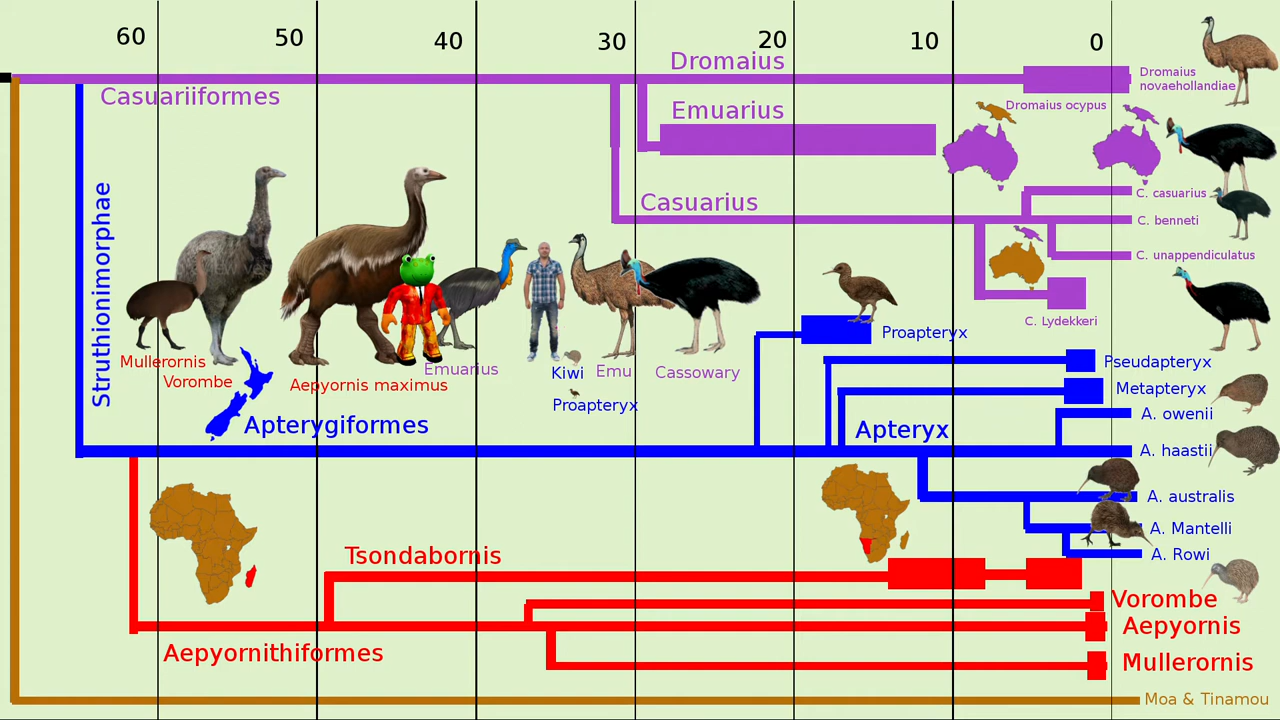 60
50
40
30
20
10
0
Dromaius
Dromaius
novaehollandiae
Casuariiformes
Emuarius
Dromaius ocypus
Struthionimorphae
Casuarius
C. casuarius
C. benneti
C. unappendiculatus
C. Lydekkeri
Proapteryx
Mullerornis
Vorombe
Aepyornis maximus
Emuarius
Kiwi
Emu
Cassowary
Proapteryx
Pseudapteryx
Metapteryx
A. owenii
Apterygiformes
Apteryx
A. haastii
A. australis
A. Mantelli
A. Rowi
Tsondabornis
Vorombe
Aepyornis
Aepyornithiformes
Mullerornis
Moa & Tinamou